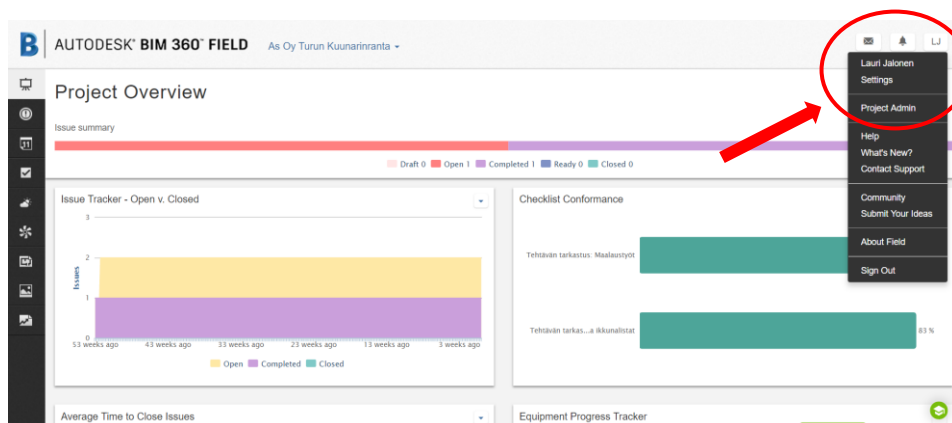 B AUTODESK® BIM 360™ FIELD As Oy Turun Kuunarinranta
LJ
Lauri Jalonen
Settings
Project Admin
Help
What's New?
Contact Support
Community
Submit Your Ideas
About Field
Sign Out
Project Overview
Issue summary
Draft 0 Open 1 Completed 1 Ready 0 Closed 0
Issue Tracker - Open v. Closed
3
2
1
0
Issues
53 weeks ago 43 weeks ago 33 weeks ago 23 weeks ago 13 weeks ago 3 weeks ago
Open Completed Closed
Checklist Conformance
Tehtävän tarkastus: Maalaustyöt
Tehtävän tarkas...a ikkunalistat
83 %
Average Time to Close Issues
Equipment Progress Tracker